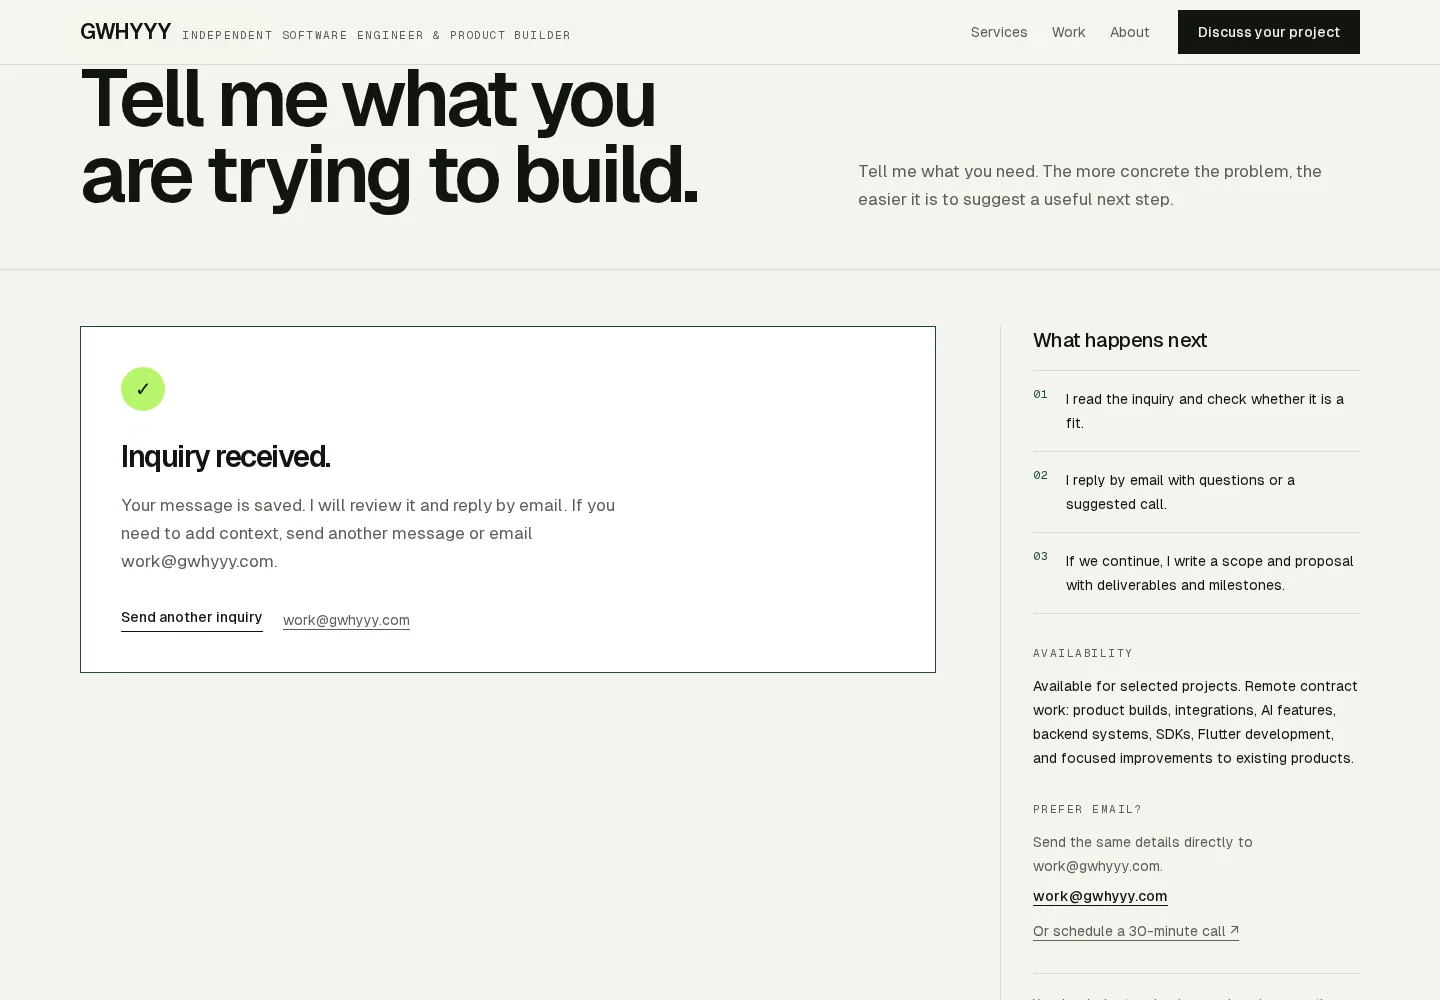 GWHYYY INDEPENDENT SOFTWARE ENGINEER & PRODUCT BUILDER
Services Work About Discuss your project
Tell me what you
are trying to build.
Tell me what you need. The more concrete the problem, the
easier it is to suggest a useful next step.
✓
Inquiry received.
Your message is saved. I will review it and reply by email. If you
need to add context, send another message or email
work@gwhyyy.com.
Send another inquiry work@gwhyyy.com
What happens next
01 I read the inquiry and check whether it is a
fit.
02 I reply by email with questions or a
suggested call.
03 If we continue, I write a scope and proposal
with deliverables and milestones.
AVAILABILITY
Available for selected projects. Remote contract
work: product builds, integrations, AI features,
backend systems, SDKs, Flutter development,
and focused improvements to existing products.
PREFER EMAIL?
Send the same details directly to
work@gwhyyy.com.
work@gwhyyy.com
Or schedule a 30-minute call ↗